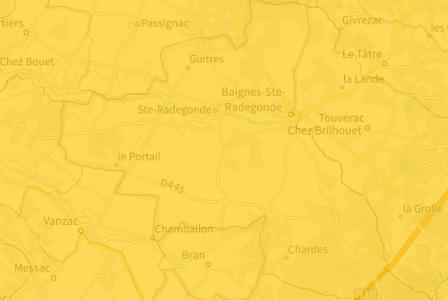 tiers
Passignac
Givrezac
Chez Bouet
Guitres
Le Tâtre
la Lande
Baignes-Ste-
Radegonde
Ste-Radegonde
Touvérac
Chez Brilhouet
le Portail
D445
la Grolle
Vanzac
Chamballon
Bran
Chardes
Messac